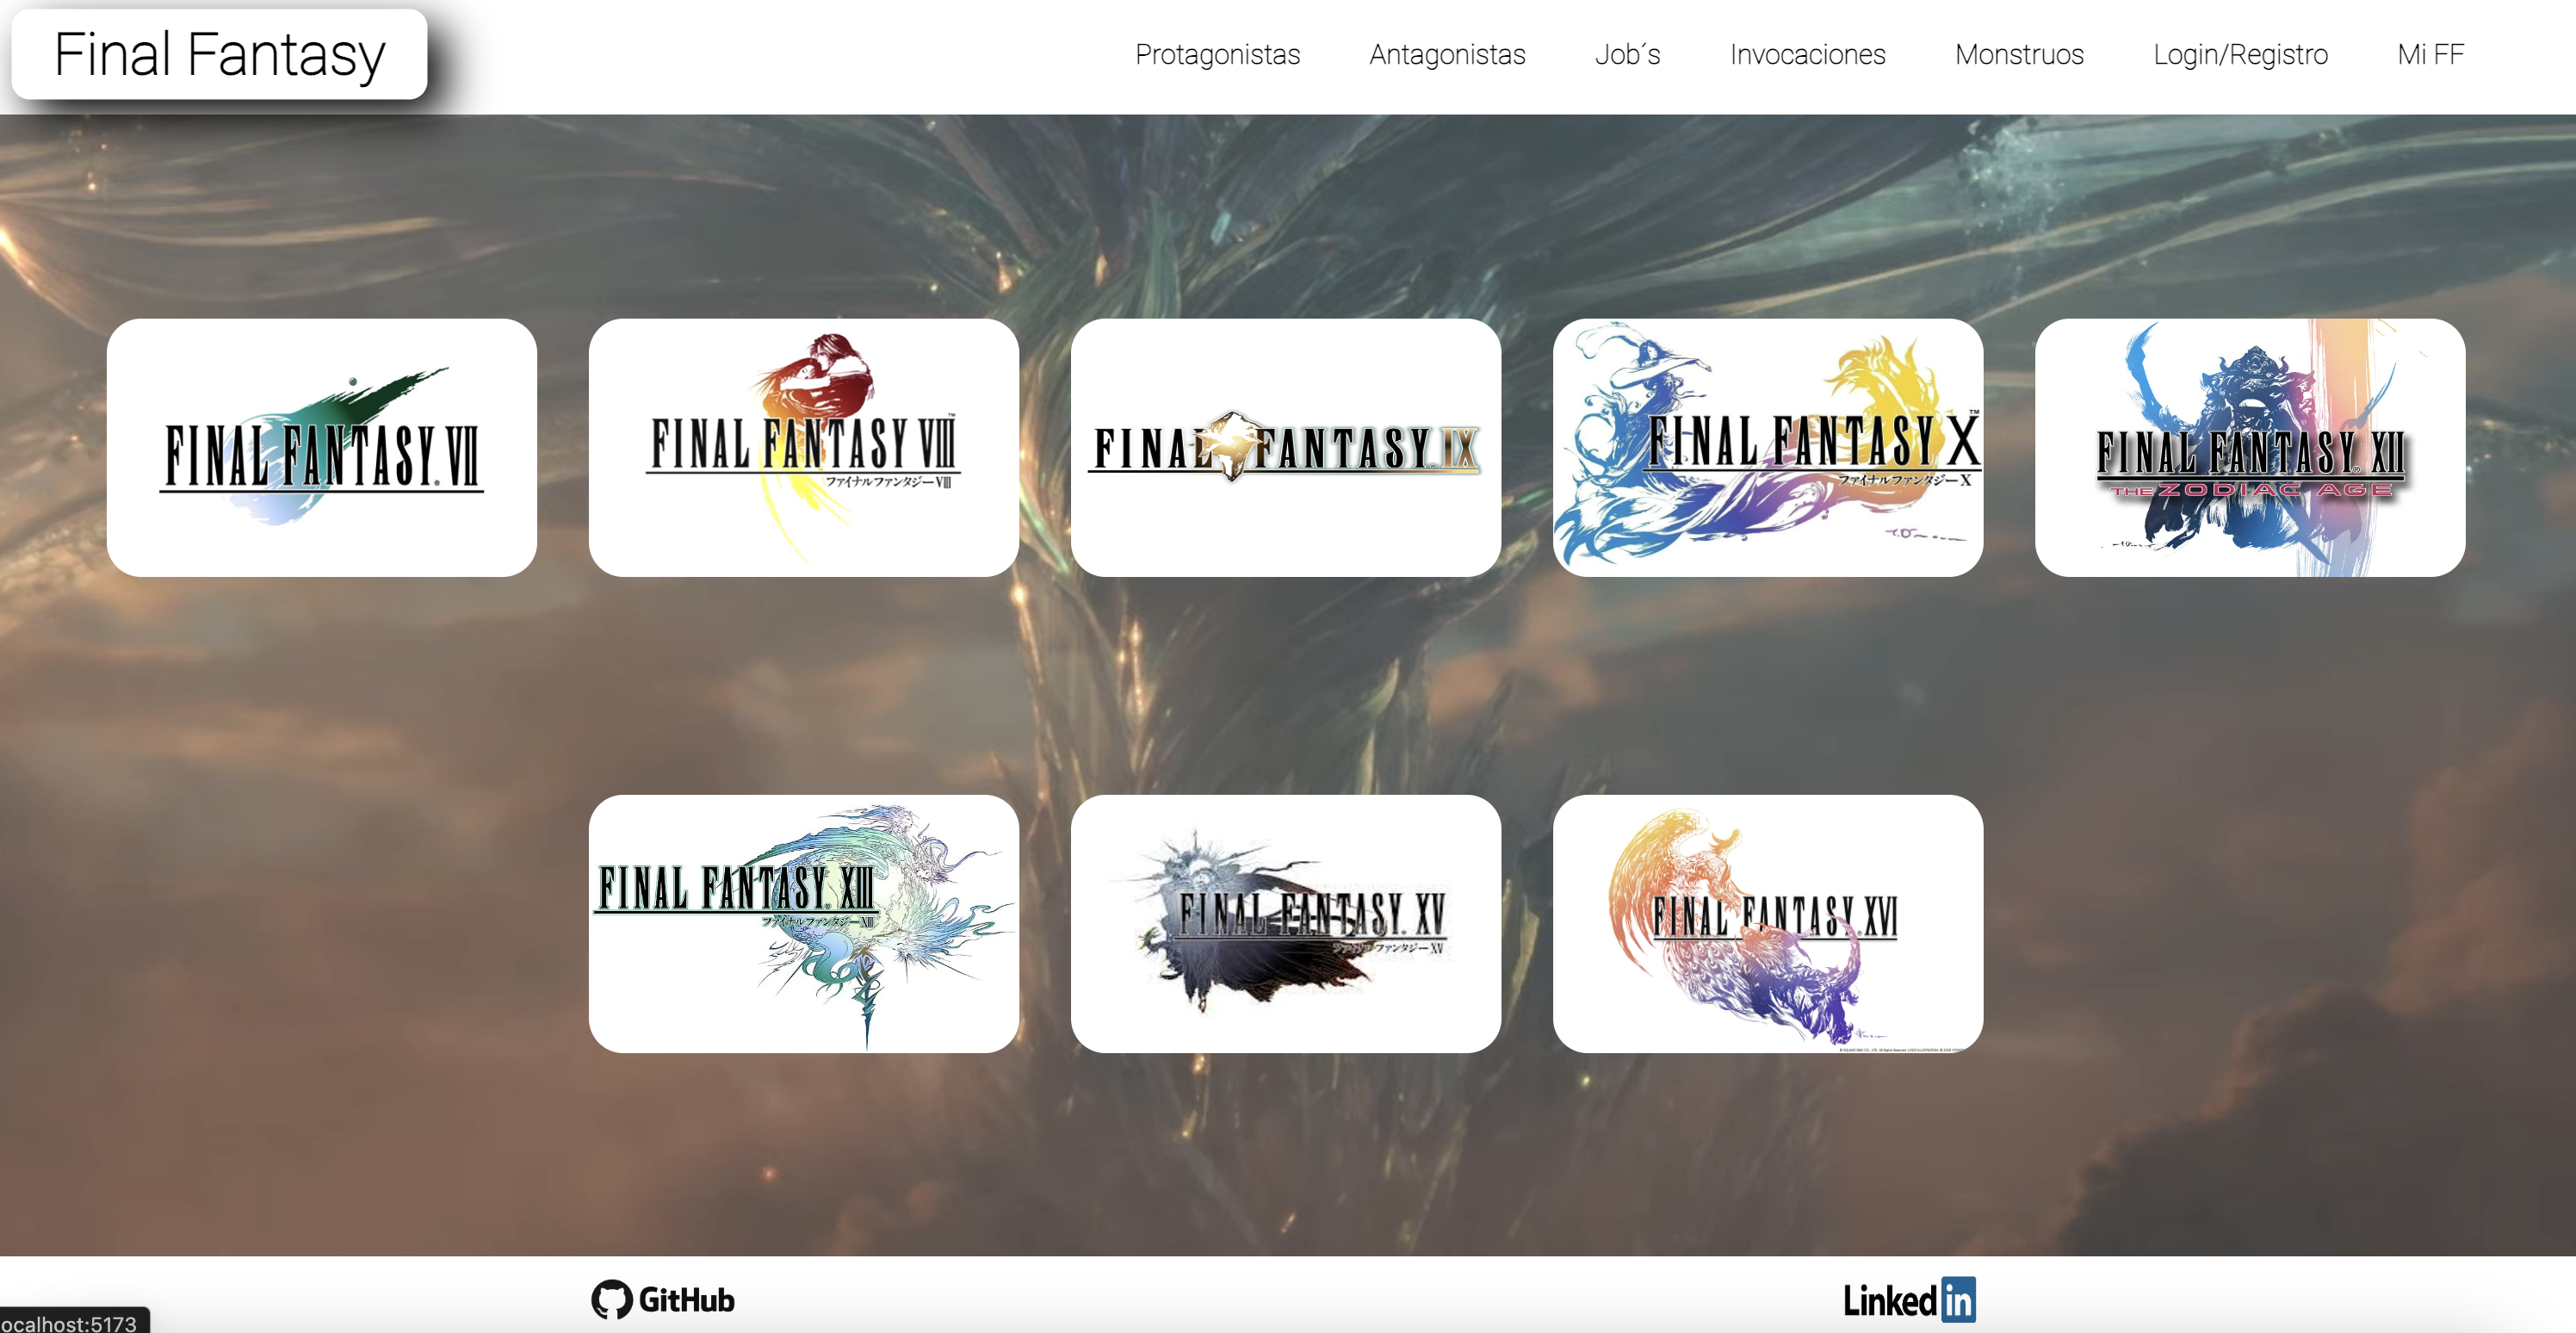 Final Fantasy
Protagonistas Antagonistas Job´s Invocaciones Monstruos Login/Registro Mi FF
FINAL FANTASY® VII
FINAL FANTASY VIII™
ファイナルファンタジーVIII
FINAL FANTASY IX
FINAL FANTASY X™
ファイナルファンタジーX
FINAL FANTASY® XII
THE ZODIAC AGE
FINAL FANTASY XIII
ファイナルファンタジーXIII
FINAL FANTASY XV
ファイナルファンタジーXV
FINAL FANTASY XVI
GitHub
Linked in
ocalhost:5173